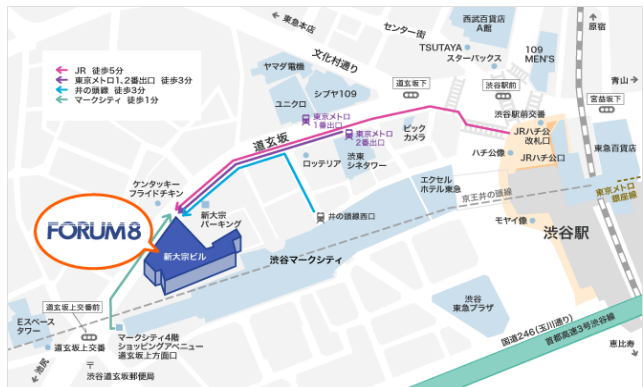 JR 徒歩5分
東京メトロ1,2番出口 徒歩3分
井の頭線 徒歩3分
マークシティ 徒歩1分
↑東急本店
センター街
文化村通り
西武百貨店
A館
TSUTAYA
スターバックス
109
MEN'S
原宿
青山
ヤマダ電機
シブヤ109
ユニクロ
道玄坂下
渋谷駅前
宮益坂下
東京メトロ
1番出口
東京メトロ
2番出口
道玄坂
ビック
カメラ
渋谷駅前交番
JRハチ公
改札口
ハチ公像
JRハチ公口
東急百貨店
ロッテリア
渋東
シネタワー
エクセル
ホテル東急
京王井の頭線
東京メトロ
銀座線
ケンタッキー
フライドチキン
新大宗
パーキング
井の頭線西口
モヤイ像
渋谷駅
FORUM8
新大宗ビル
渋谷マークシティ
道玄坂上交番前
Eスペース
タワー
道玄坂上交番
マークシティ4階
ショッピングアベニュー
道玄坂上方面口
渋谷
東急プラザ
国道246(玉川通り)
首都高速3号渋谷線
恵比寿
池尻
〒
渋谷道玄坂郵便局